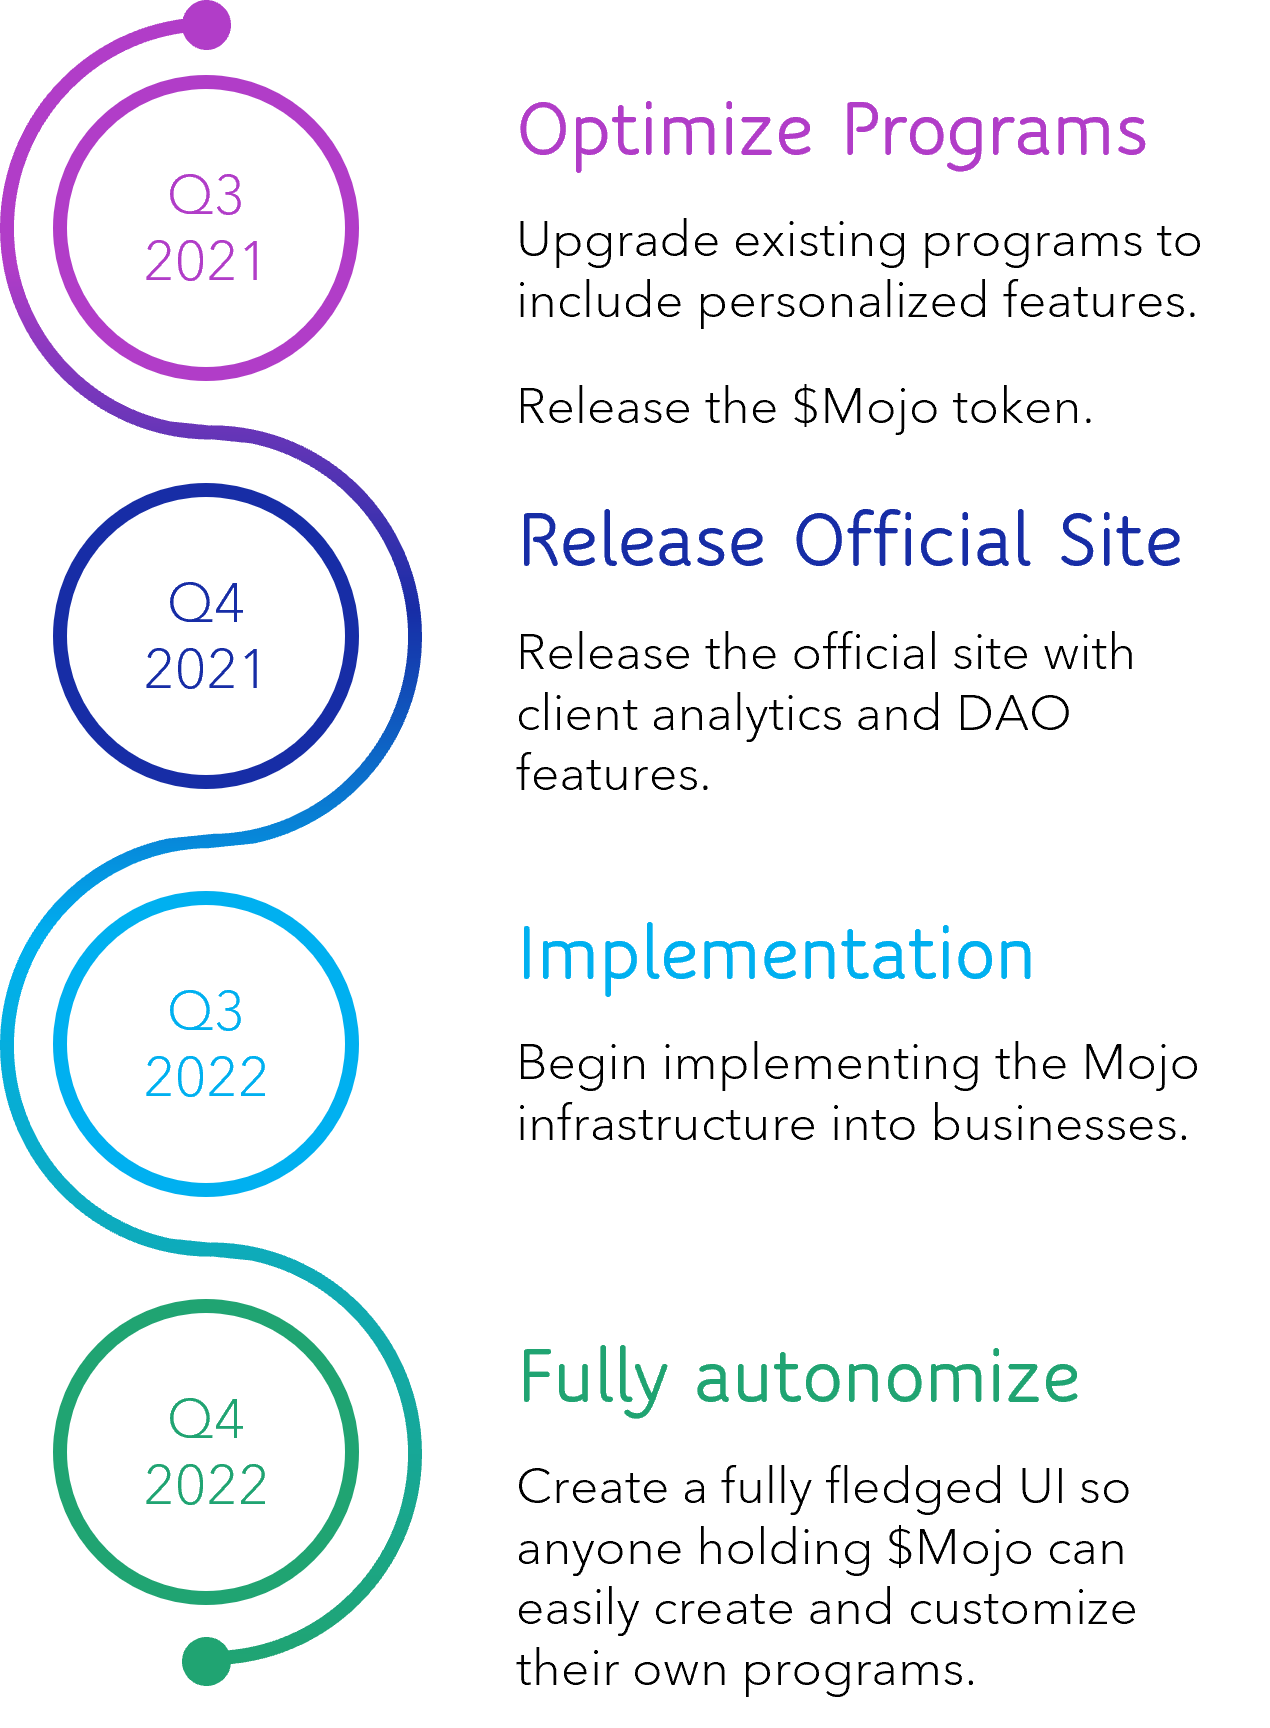 Q3
2021
Optimize Programs
Upgrade existing programs to
include personalized features.
Release the $Mojo token.
Q4
2021
Release Official Site
Release the official site with
client analytics and DAO
features.
Q3
2022
Implementation
Begin implementing the Mojo
infrastructure into businesses.
Q4
2022
Fully autonomize
Create a fully fledged UI so
anyone holding $Mojo can
easily create and customize
their own programs.